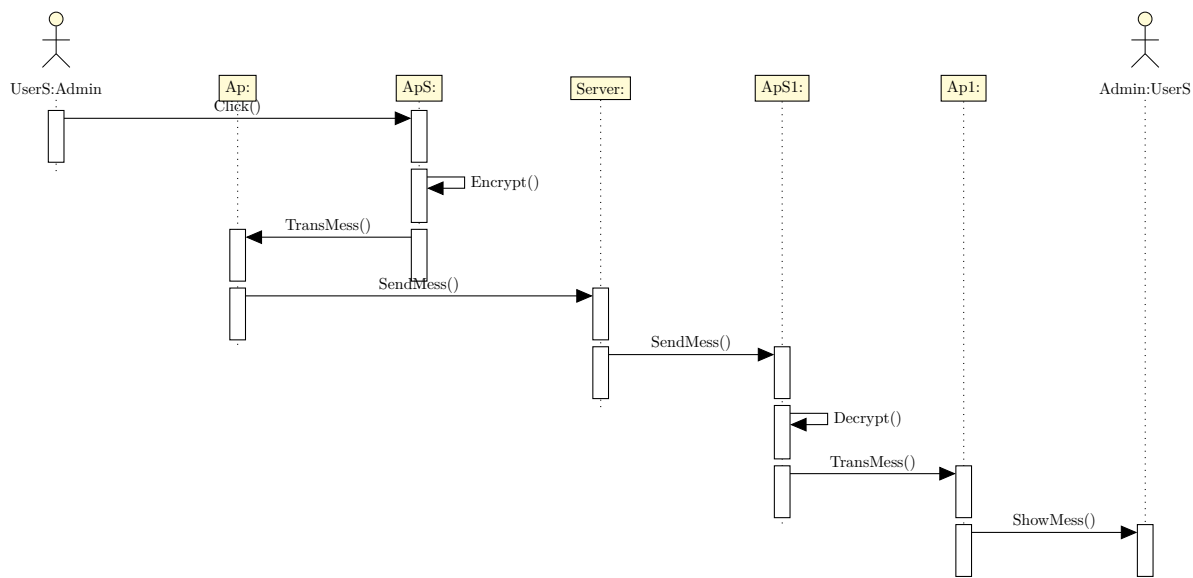 UserS:Admin
Ap:
ApS:
Server:
ApS1:
Ap1:
Admin:UserS
Click()
Encrypt()
TransMess()
SendMess()
SendMess()
Decrypt()
TransMess()
ShowMess()